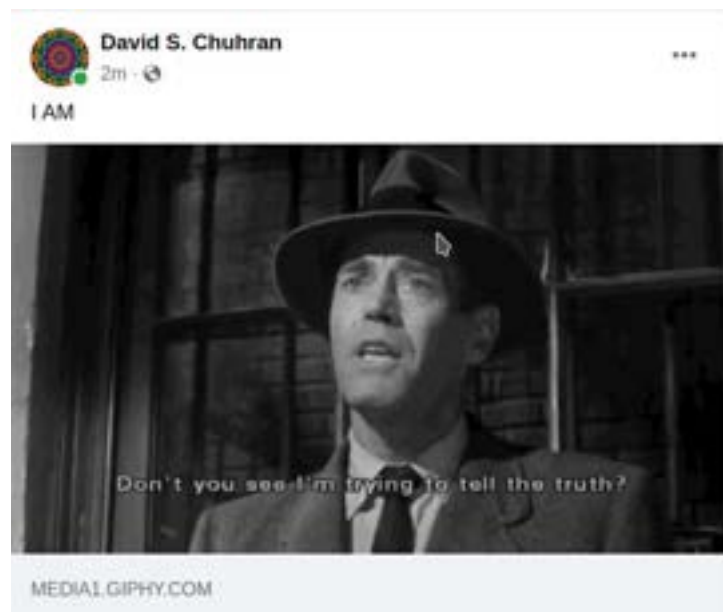 David S. Chuhran
2m ·
I AM
Don't you see I'm trying to tell the truth?
MEDIA1.GIPHY.COM